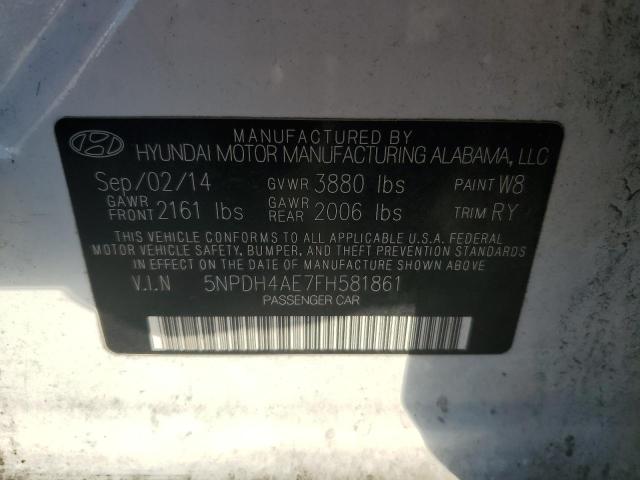 MANUFACTURED BY
HYUNDAI MOTOR MANUFACTURING ALABAMA, LLC
Sep/02/14 GVWR 3880 lbs PAINT W8
GAWR FRONT 2161 lbs GAWR REAR 2006 lbs TRIM RY
THIS VEHICLE CONFORMS TO ALL APPLICABLE U.S.A. FEDERAL
MOTOR VEHICLE SAFETY, BUMPER, AND THEFT PREVENTION STANDARDS
IN EFFECT ON THE DATE OF MANUFACTURE SHOWN ABOVE.
V.I.N 5NPDH4AE7FH581861
PASSENGER CAR